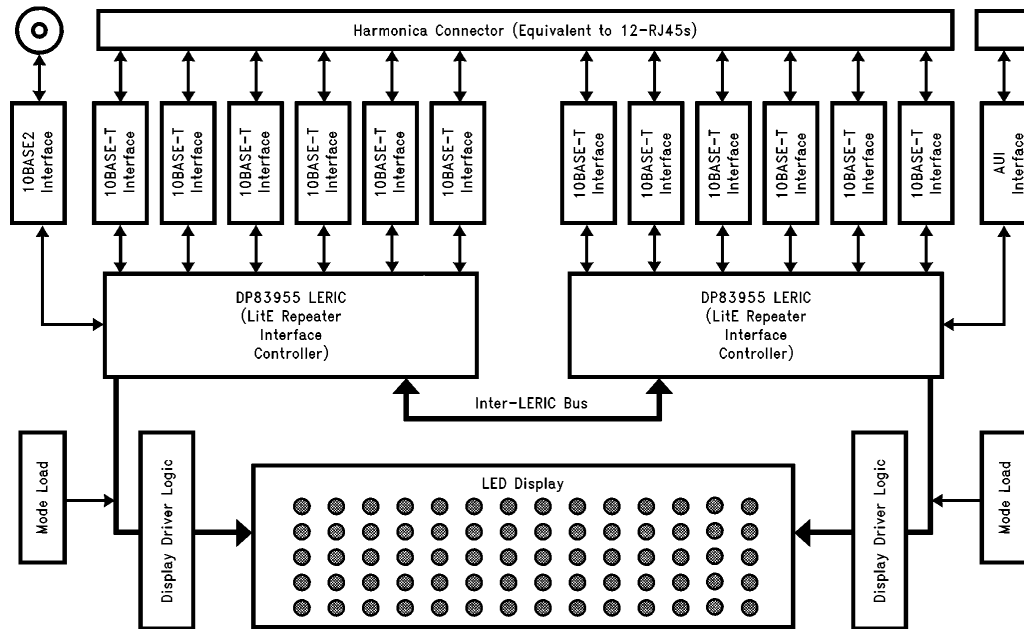 Harmonica Connector (Equivalent to 12-RJ45s)
10BASE2
Interface
10BASE-T
Interface
10BASE-T
Interface
10BASE-T
Interface
10BASE-T
Interface
10BASE-T
Interface
10BASE-T
Interface
10BASE-T
Interface
10BASE-T
Interface
10BASE-T
Interface
10BASE-T
Interface
10BASE-T
Interface
10BASE-T
Interface
AUI
Interface
DP83955 LERIC
(LitE Repeater
Interface
Controller)
DP83955 LERIC
(LitE Repeater
Interface
Controller)
Inter-LERIC Bus
Mode Load
Display Driver Logic
LED Display
Display Driver Logic
Mode Load